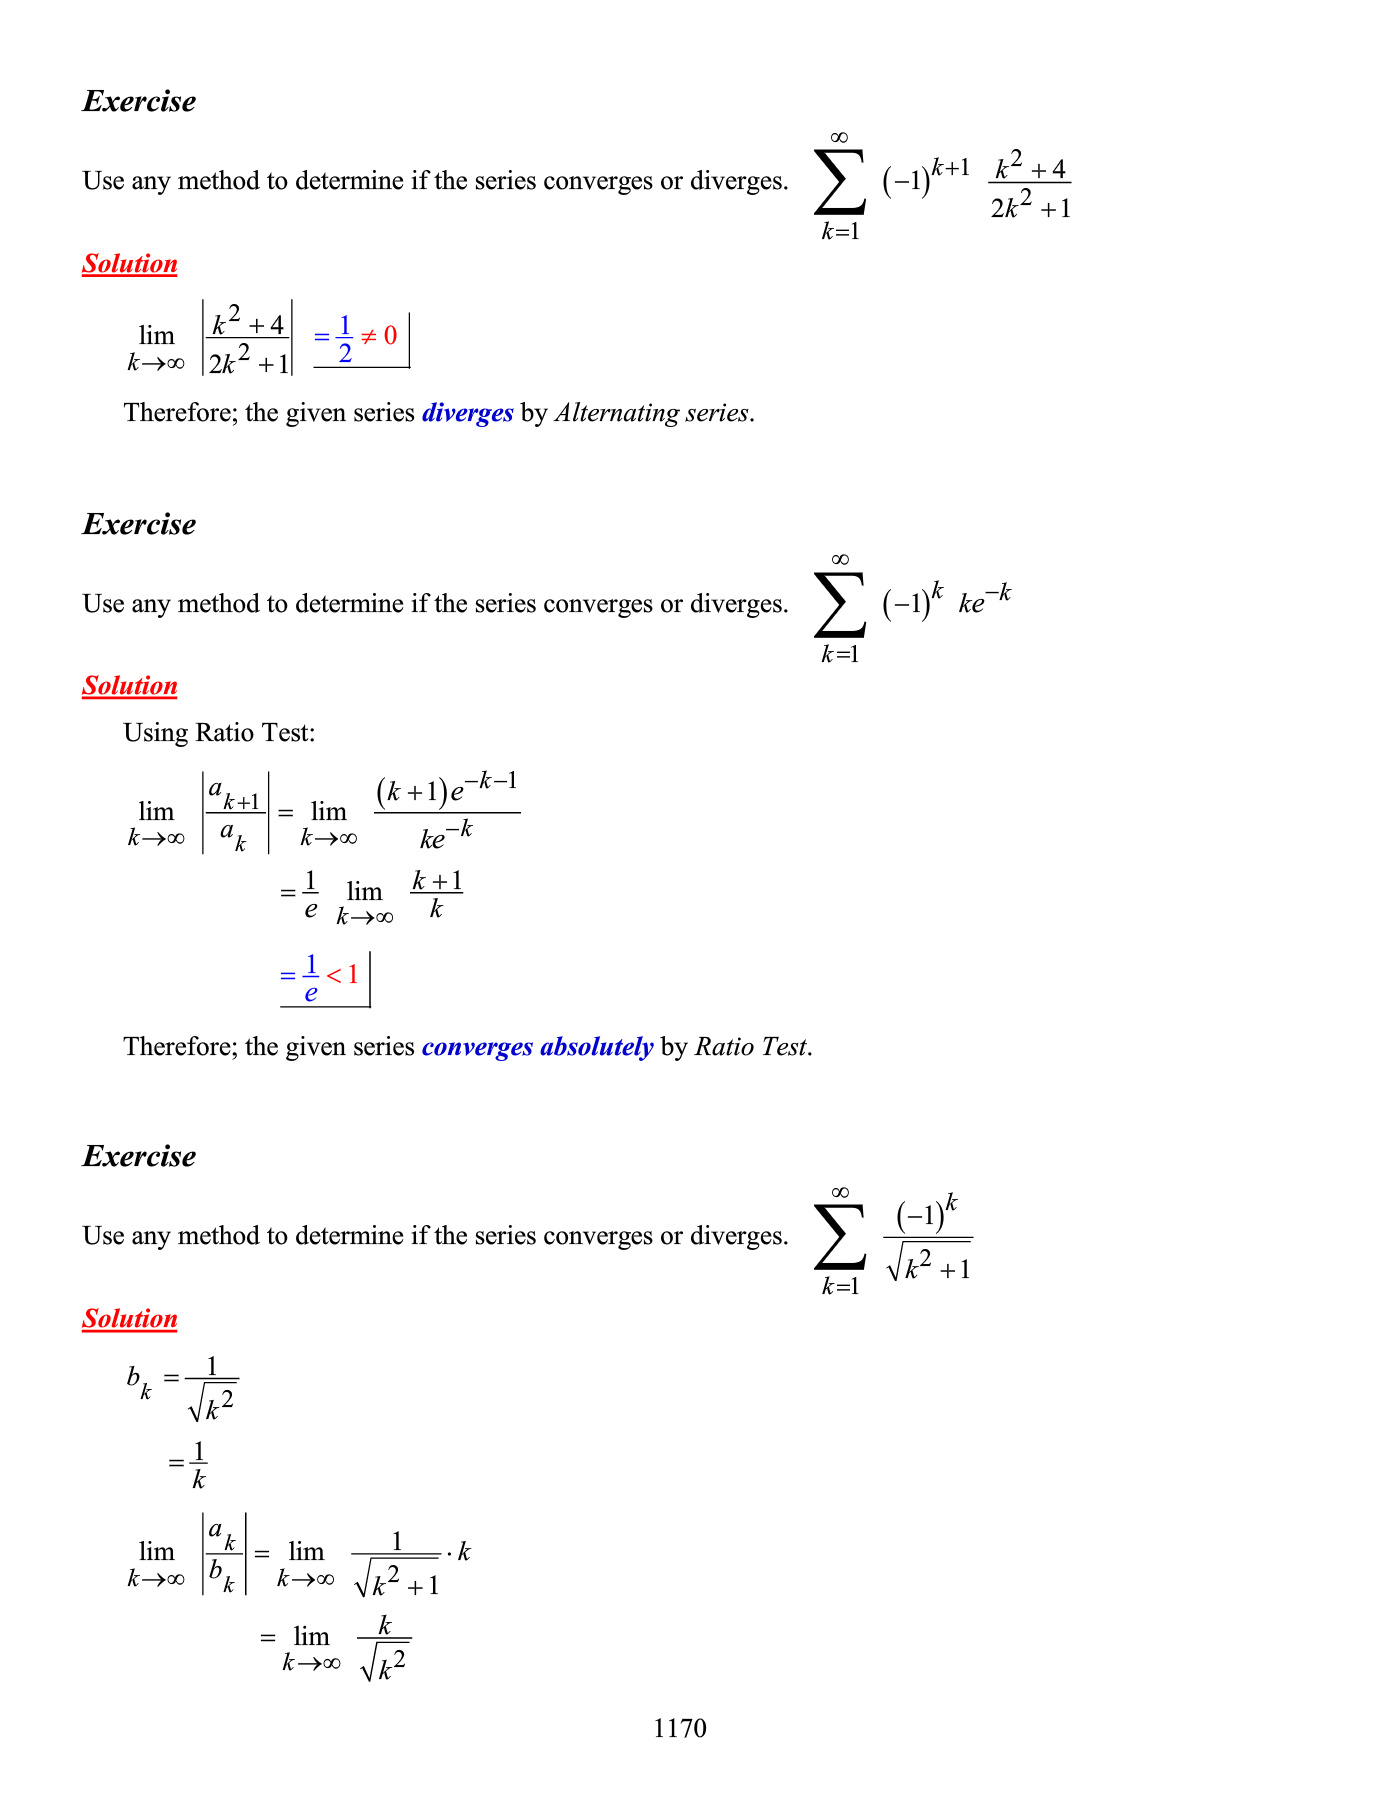 Exercise
Use any method to determine if the series converges or diverges. $\sum_{k=1}^{\infty} (-1)^{k+1} \frac{k^2+4}{2k^2+1}$
Solution
$\lim_{k\to\infty} \left|\frac{k^2+4}{2k^2+1}\right| = \frac{1}{2} \neq 0$
Therefore; the given series diverges by Alternating series.
Exercise
Use any method to determine if the series converges or diverges. $\sum_{k=1}^{\infty} (-1)^k ke^{-k}$
Solution
Using Ratio Test:
$\lim_{k\to\infty} \left|\frac{a_{k+1}}{a_k}\right| = \lim_{k\to\infty} \frac{(k+1)e^{-k-1}}{ke^{-k}}$
$= \frac{1}{e} \lim_{k\to\infty} \frac{k+1}{k}$
$= \frac{1}{e} < 1$
Therefore; the given series converges absolutely by Ratio Test.
Exercise
Use any method to determine if the series converges or diverges. $\sum_{k=1}^{\infty} \frac{(-1)^k}{\sqrt{k^2+1}}$
Solution
$b_k = \frac{1}{\sqrt{k^2}}$
$= \frac{1}{k}$
$\lim_{k\to\infty} \left|\frac{a_k}{b_k}\right| = \lim_{k\to\infty} \frac{1}{\sqrt{k^2+1}} \cdot k$
$= \lim_{k\to\infty} \frac{k}{\sqrt{k^2}}$
1170